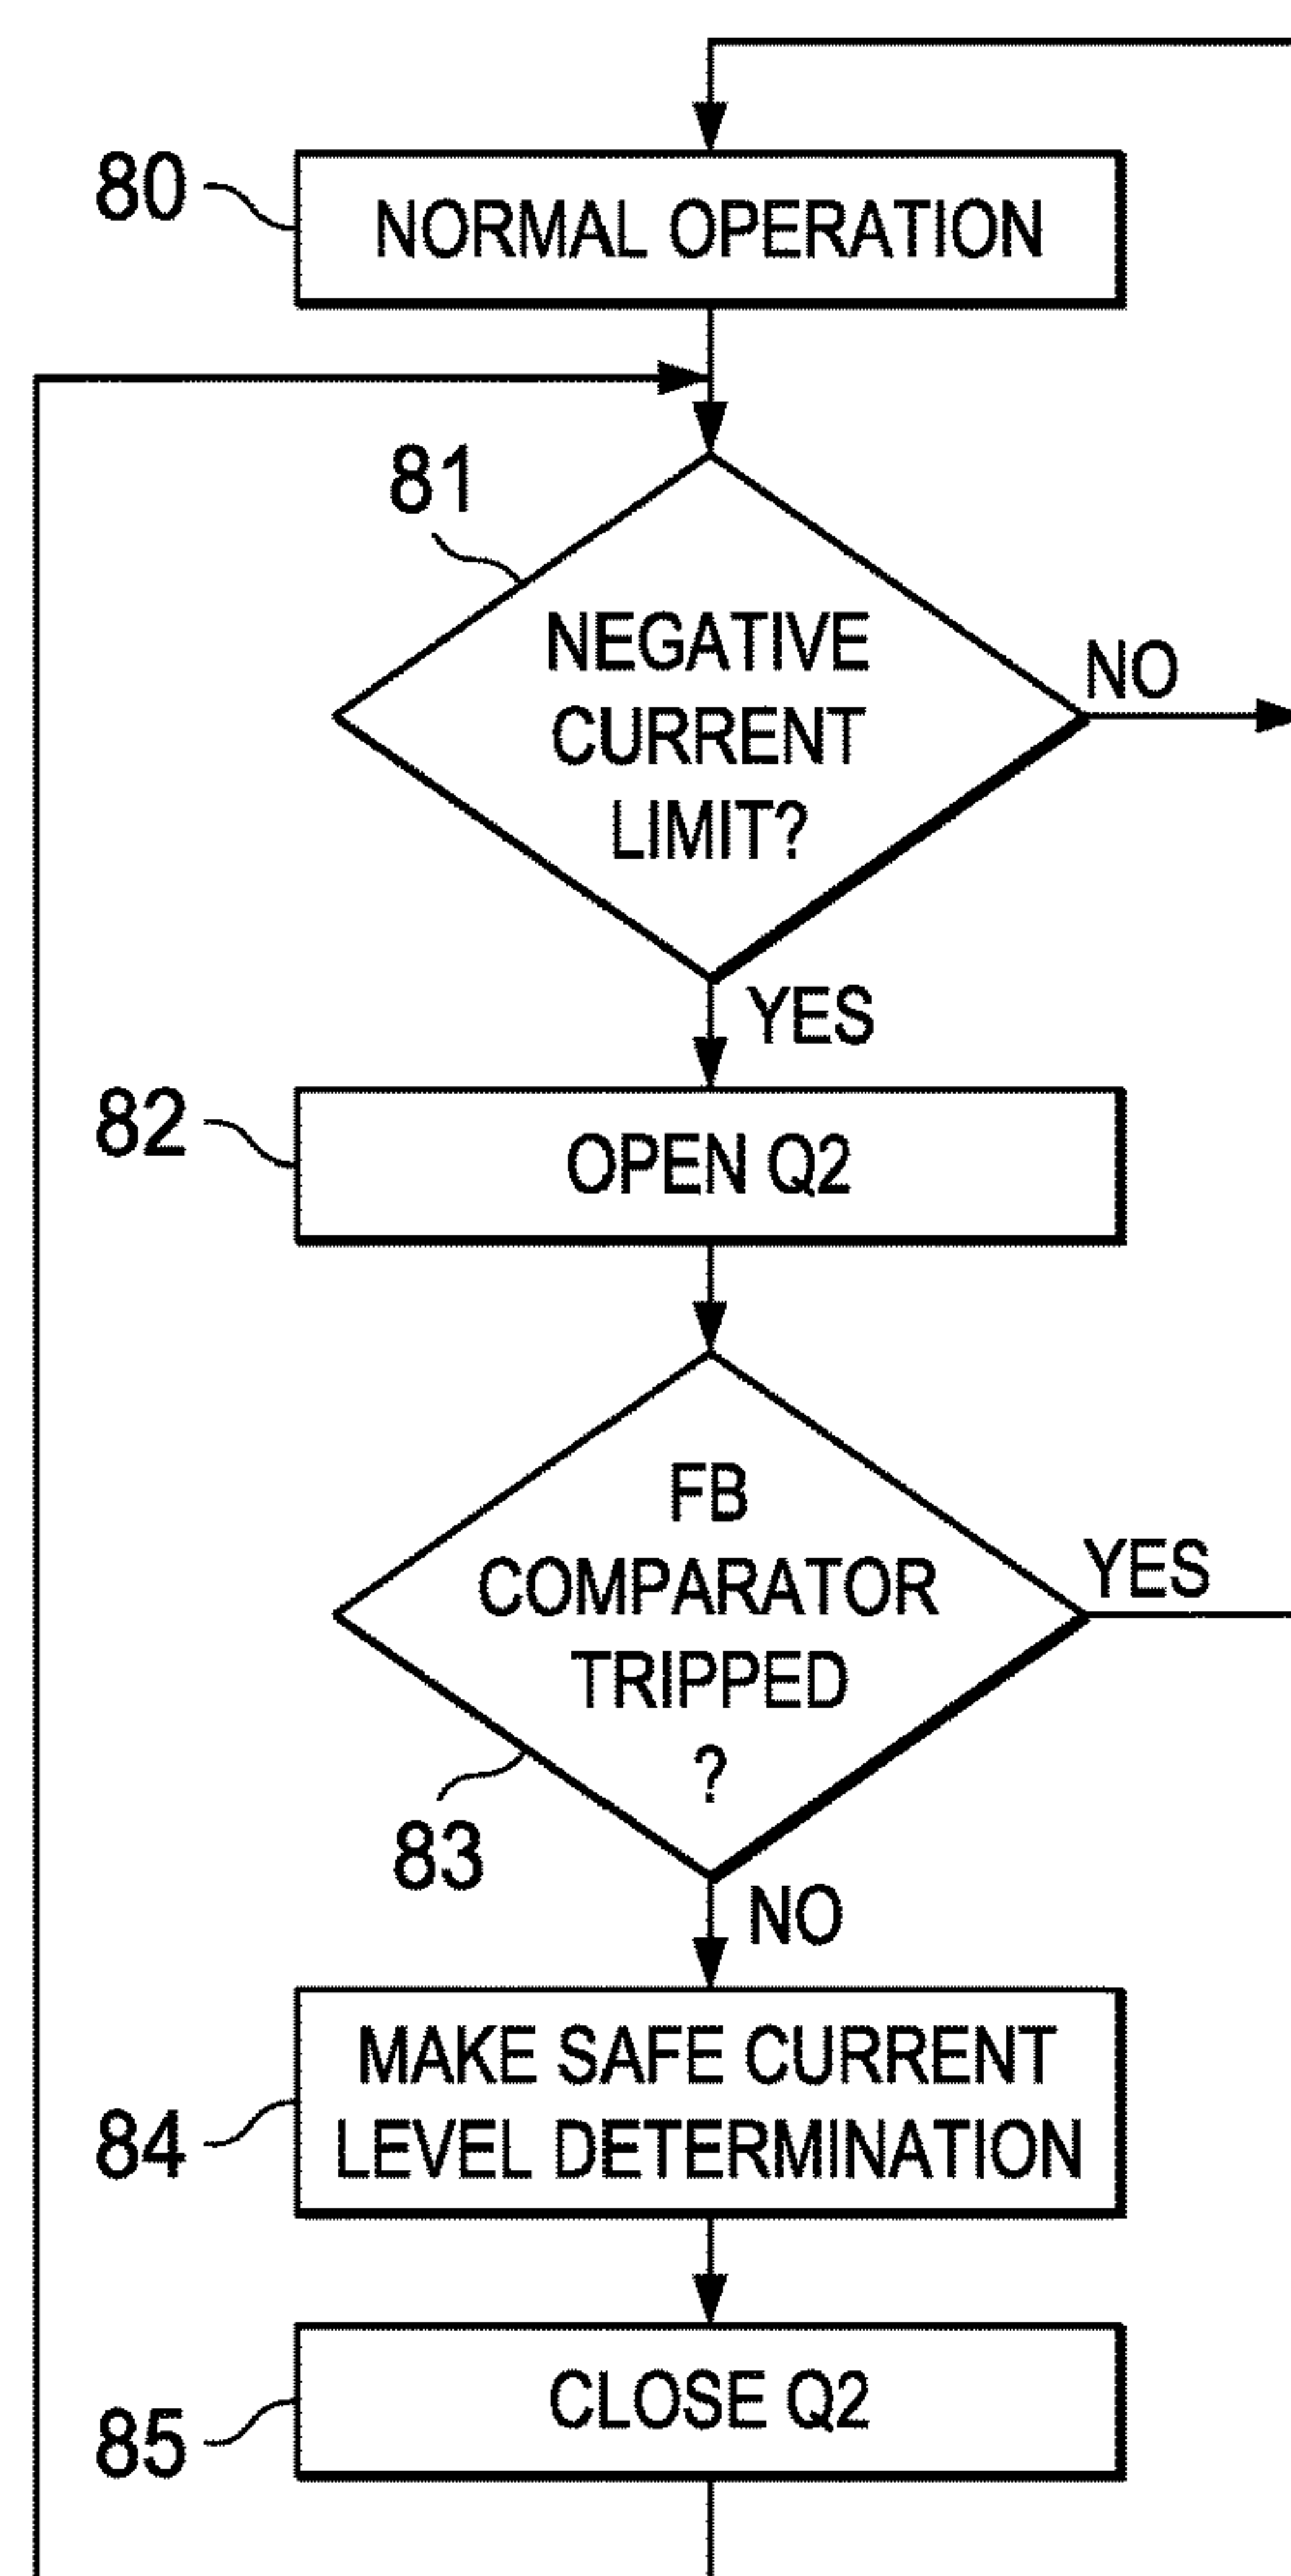 80
NORMAL OPERATION
81
NEGATIVE
CURRENT
LIMIT?
NO
YES
82
OPEN Q2
FB
COMPARATOR
TRIPPED
?
YES
83
NO
MAKE SAFE CURRENT
LEVEL DETERMINATION
84
CLOSE Q2
85